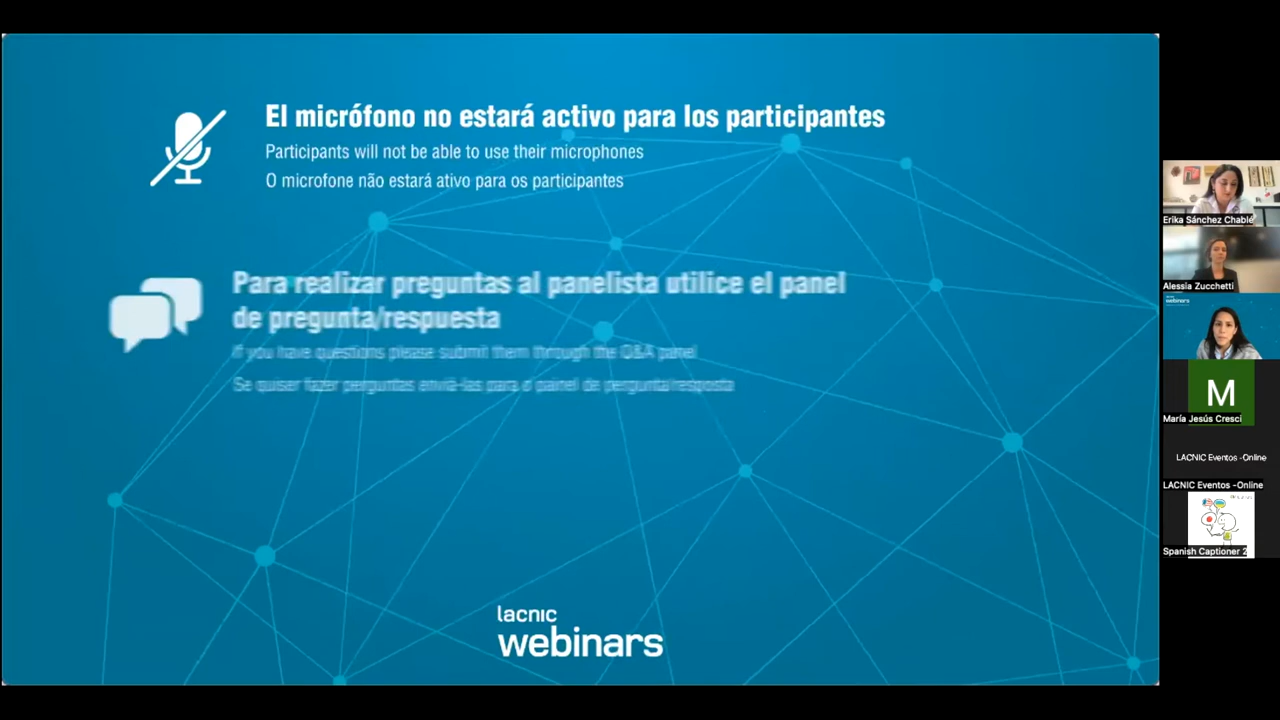 El micrófono no estará activo para los participantes
Participants will not be able to use their microphones
O microfone não estará ativo para os participantes
Para realizar preguntas al panelista utilice el panel
de pregunta/respuesta
If you have questions please submit them through the Q&A panel
Se quiser fazer perguntas enviá-las para o painel de pergunta/resposta
lacnic
webinars
Erika Sánchez Chablé
Alessia Zucchetti
lacnic
webinars
M
María Jesús Cresci
LACNIC Eventos -Online
LACNIC Eventos -Online
Spanish Captioner 2